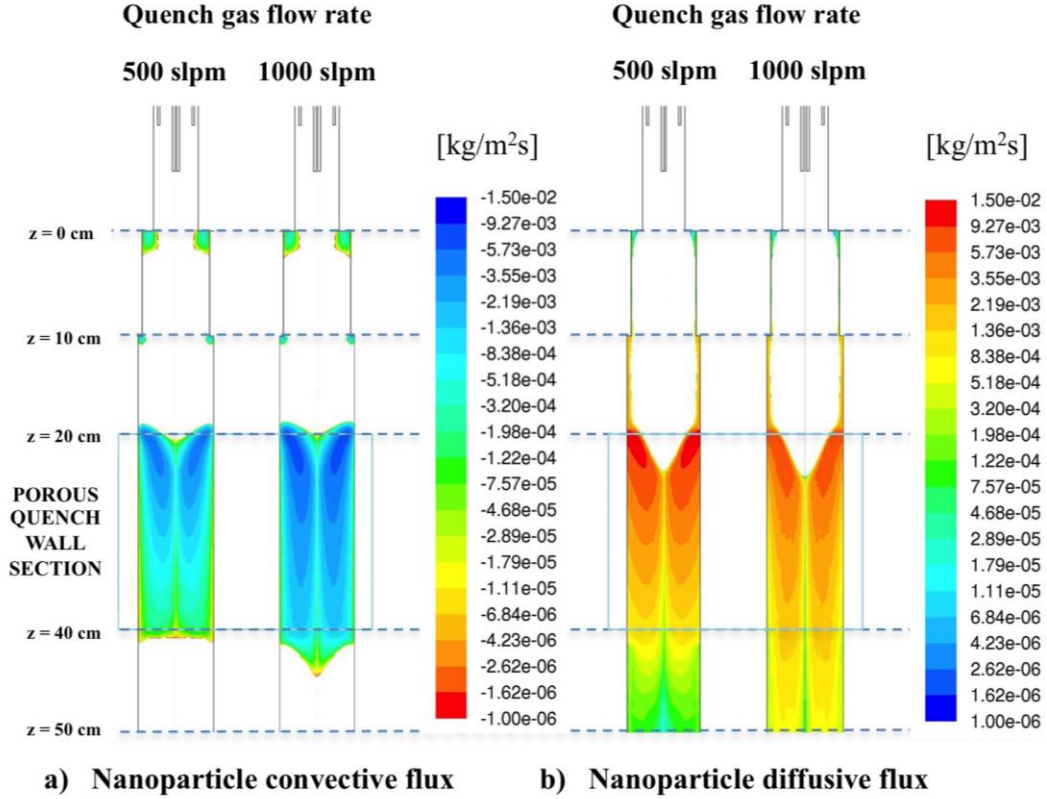 Quench gas flow rate
500 slpm 1000 slpm
[kg/m²s]
-1.50e-02
9.27e-03
-5.73e-03
-3.55e-03
-2.19e-03
-1.36e-03
-8.38e-04
-5.18e-04
-3.20e-04
-1.98e-04
-1.22e-04
-7.57e-05
-4.68e-05
-2.89e-05
-1.79e-05
-1.11e-05
-6.84e-06
-4.23e-06
-2.62e-06
-1.62e-06
-1.00e-06
z = 0 cm
z = 10 cm
z = 20 cm
POROUS
QUENCH
WALL
SECTION
z = 40 cm
z = 50 cm
a) Nanoparticle convective flux
Quench gas flow rate
500 slpm 1000 slpm
[kg/m²s]
1.50e-02
9.27e-03
5.73e-03
3.55e-03
2.19e-03
1.36e-03
8.38e-04
5.18e-04
3.20e-04
1.98e-04
1.22e-04
7.57e-05
4.68e-05
2.89e-05
1.79e-05
1.11e-05
6.84e-06
4.23e-06
2.62e-06
1.62e-06
1.00e-06
b) Nanoparticle diffusive flux